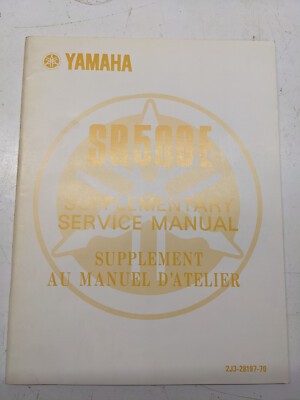 YAMAHA
SR500E
SUPPLEMENTARY
SERVICE MANUAL
SUPPLEMENT
AU MANUEL D'ATELIER